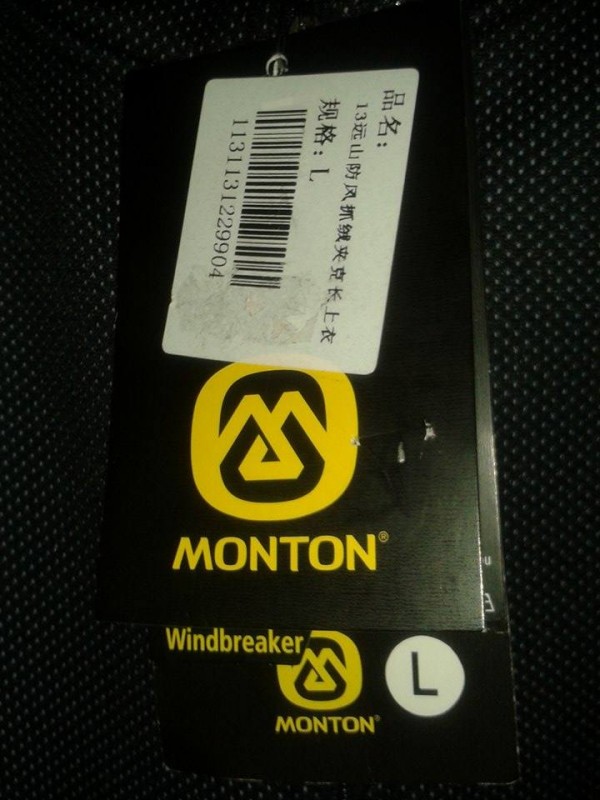 品名:
13远山防风抓绒夹克长上衣
规格: L
1131131229904
MONTON®
Windbreaker
MONTON®
L